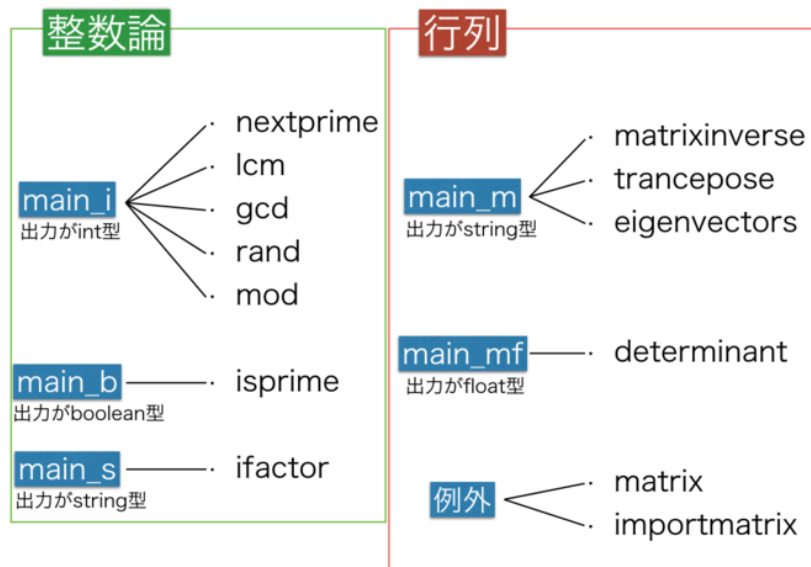 整数論
main_i
出力がint型
nextprime
lcm
gcd
rand
mod
main_b
出力がboolean型
isprime
main_s
出力がstring型
ifactor
行列
main_m
出力がstring型
matrixinverse
trancepose
eigenvectors
main_mf
出力がfloat型
determinant
例外
matrix
importmatrix